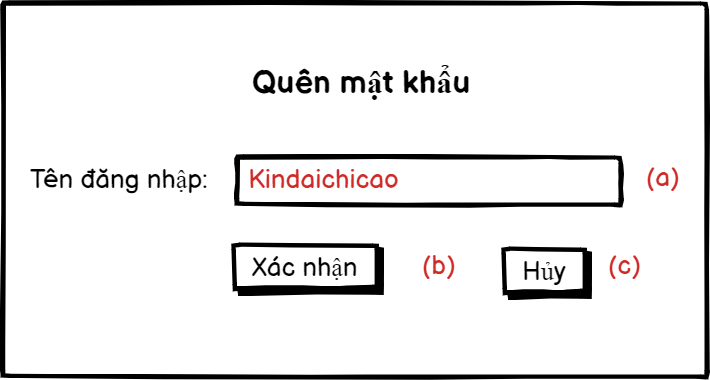 Quên mật khẩu
Tên đăng nhập: Kindaichicao (a)
Xác nhận (b) Hủy (c)